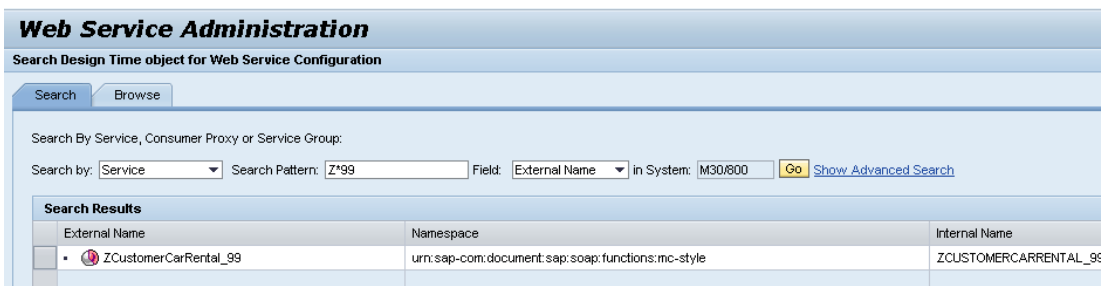 Web Service Administration
Search Design Time object for Web Service Configuration
Search Browse
Search By Service, Consumer Proxy or Service Group:
Search by: Service Search Pattern: Z*99 Field: External Name in System: M30/800 Go Show Advanced Search
Search Results
External Name Namespace Internal Name
ZCustomerCarRental_99 urn:sap-com:document:sap:soap:functions:mc-style ZCUSTOMERCARRENTAL_99